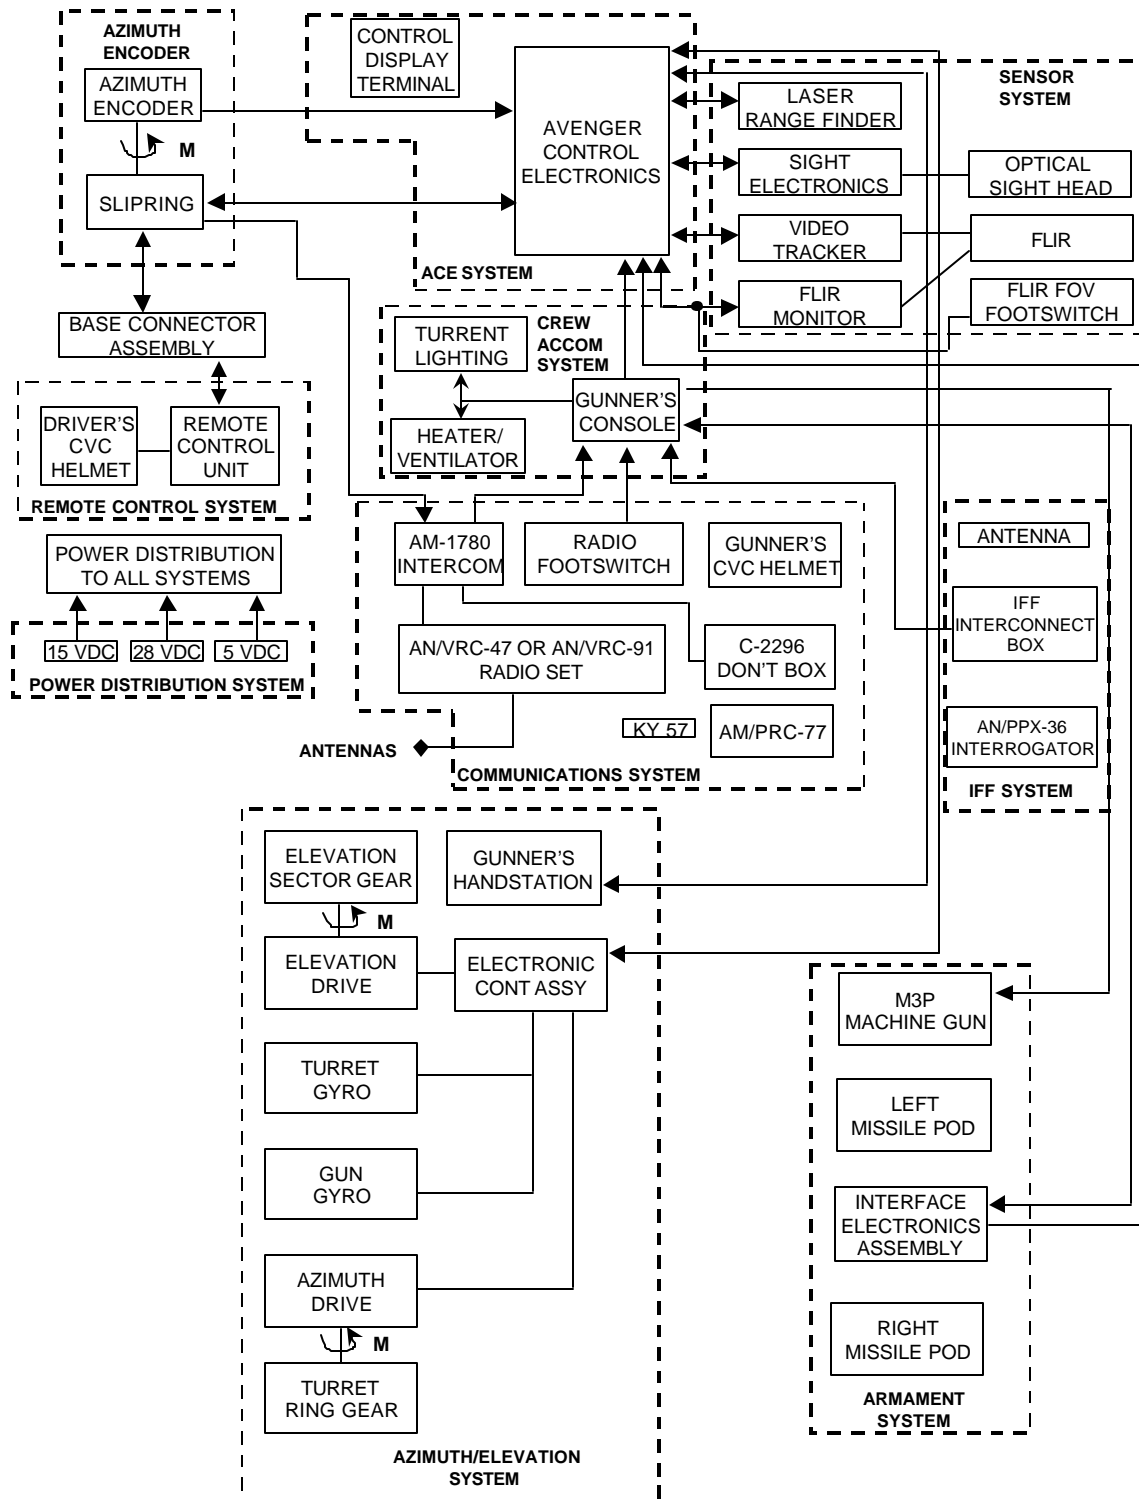 AZIMUTH
ENCODER
AZIMUTH
ENCODER
M
SLIPRING
BASE CONNECTOR
ASSEMBLY
DRIVER'S
CVC
HELMET
REMOTE
CONTROL
UNIT
REMOTE CONTROL SYSTEM
POWER DISTRIBUTION
TO ALL SYSTEMS
15 VDC
28 VDC
5 VDC
POWER DISTRIBUTION SYSTEM
CONTROL
DISPLAY
TERMINAL
AVENGER
CONTROL
ELECTRONICS
ACE SYSTEM
SENSOR
SYSTEM
LASER
RANGE FINDER
SIGHT
ELECTRONICS
OPTICAL
SIGHT HEAD
VIDEO
TRACKER
FLIR
FLIR
MONITOR
FLIR FOV
FOOTSWITCH
CREW
ACCOM
SYSTEM
TURRENT
LIGHTING
GUNNER'S
CONSOLE
HEATER/
VENTILATOR
AM-1780
INTERCOM
RADIO
FOOTSWITCH
GUNNER'S
CVC HELMET
AN/VRC-47 OR AN/VRC-91
RADIO SET
C-2296
DON'T BOX
KY 57
AM/PRC-77
ANTENNAS
COMMUNICATIONS SYSTEM
ANTENNA
IFF
INTERCONNECT
BOX
AN/PPX-36
INTERROGATOR
IFF SYSTEM
ELEVATION
SECTOR GEAR
M
GUNNER'S
HANDSTATION
ELEVATION
DRIVE
ELECTRONIC
CONT ASSY
TURRET
GYRO
GUN
GYRO
AZIMUTH
DRIVE
M
TURRET
RING GEAR
AZIMUTH/ELEVATION
SYSTEM
M3P
MACHINE GUN
LEFT
MISSILE POD
INTERFACE
ELECTRONICS
ASSEMBLY
RIGHT
MISSILE POD
ARMAMENT
SYSTEM